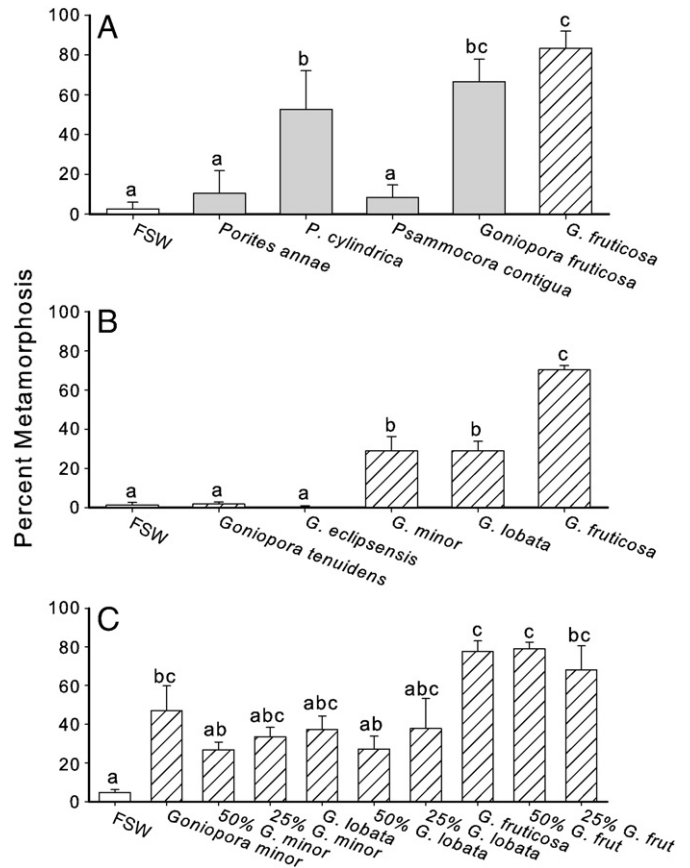 Percent Metamorphosis
A
100
80
60
40
20
0
a
a
b
a
bc
c
FSW
Porites annae
P. cylindrica
Psammocora contigua
Goniopora fruticosa
G. fruticosa
B
100
80
60
40
20
0
a
a
a
b
b
c
FSW
Goniopora tenuidens
G. eclipsensis
G. minor
G. lobata
G. fruticosa
C
100
80
60
40
20
0
a
bc
ab
abc
abc
ab
abc
c
c
bc
FSW
Goniopora minor
50% G. minor
25% G. minor
G. lobata
50% G. lobata
25% G. lobata
G. fruticosa
50% G. frut
25% G. frut